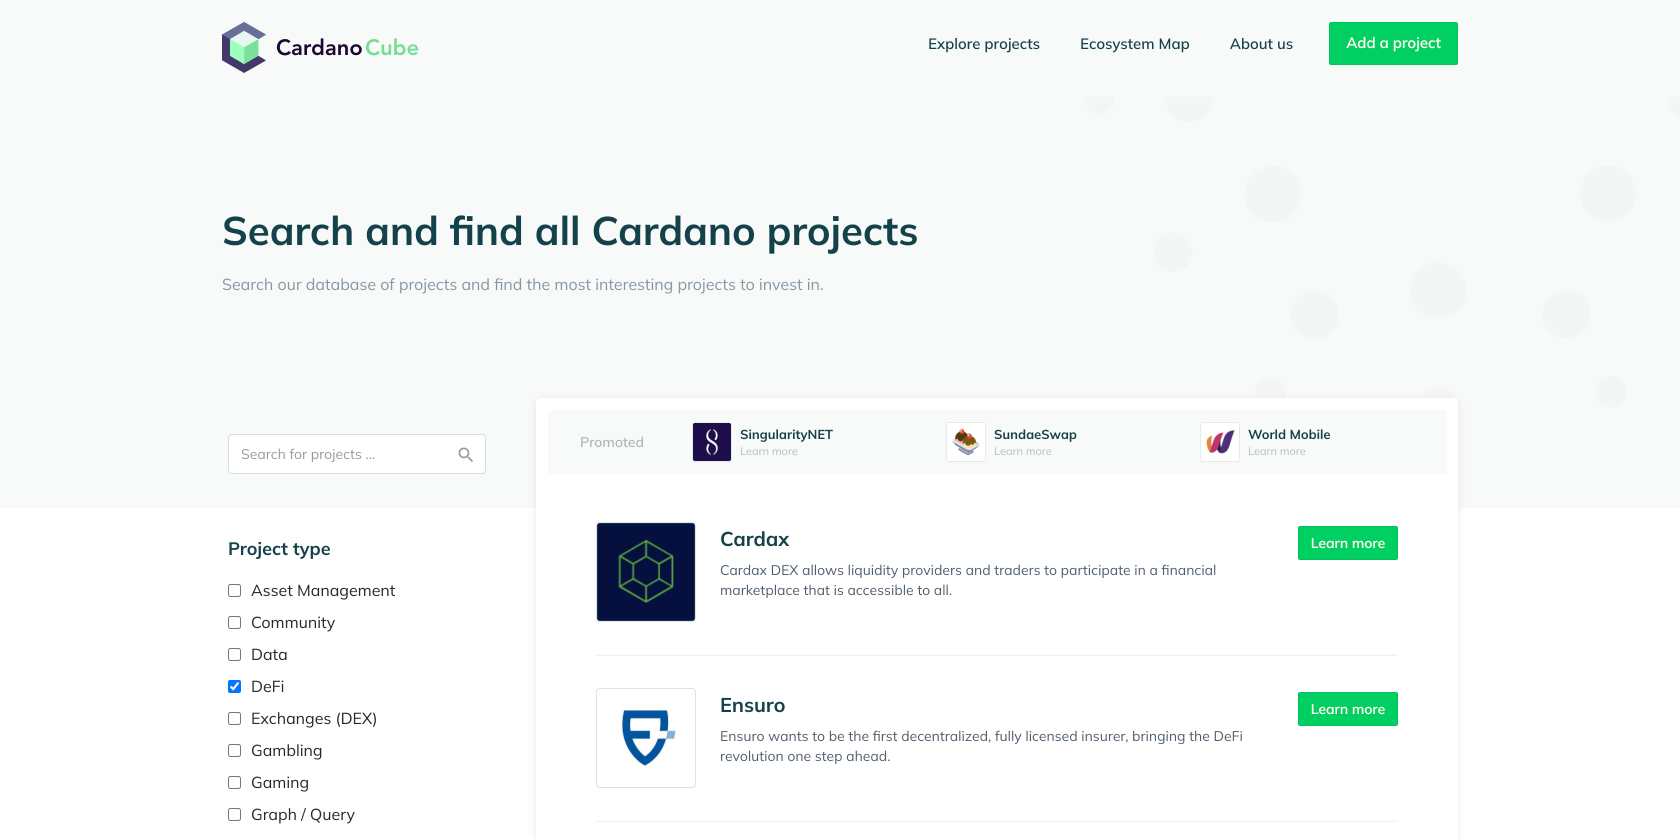 CardanoCube
Explore projects
Ecosystem Map
About us
Add a project
Search and find all Cardano projects
Search our database of projects and find the most interesting projects to invest in.
Search for projects ...
Promoted
SingularityNET
Learn more
SundaeSwap
Learn more
World Mobile
Learn more
Project type
Asset Management
Community
Data
DeFi
Exchanges (DEX)
Gambling
Gaming
Graph / Query
Cardax
Cardax DEX allows liquidity providers and traders to participate in a financial
marketplace that is accessible to all.
Learn more
Ensuro
Ensuro wants to be the first decentralized, fully licensed insurer, bringing the DeFi
revolution one step ahead.
Learn more